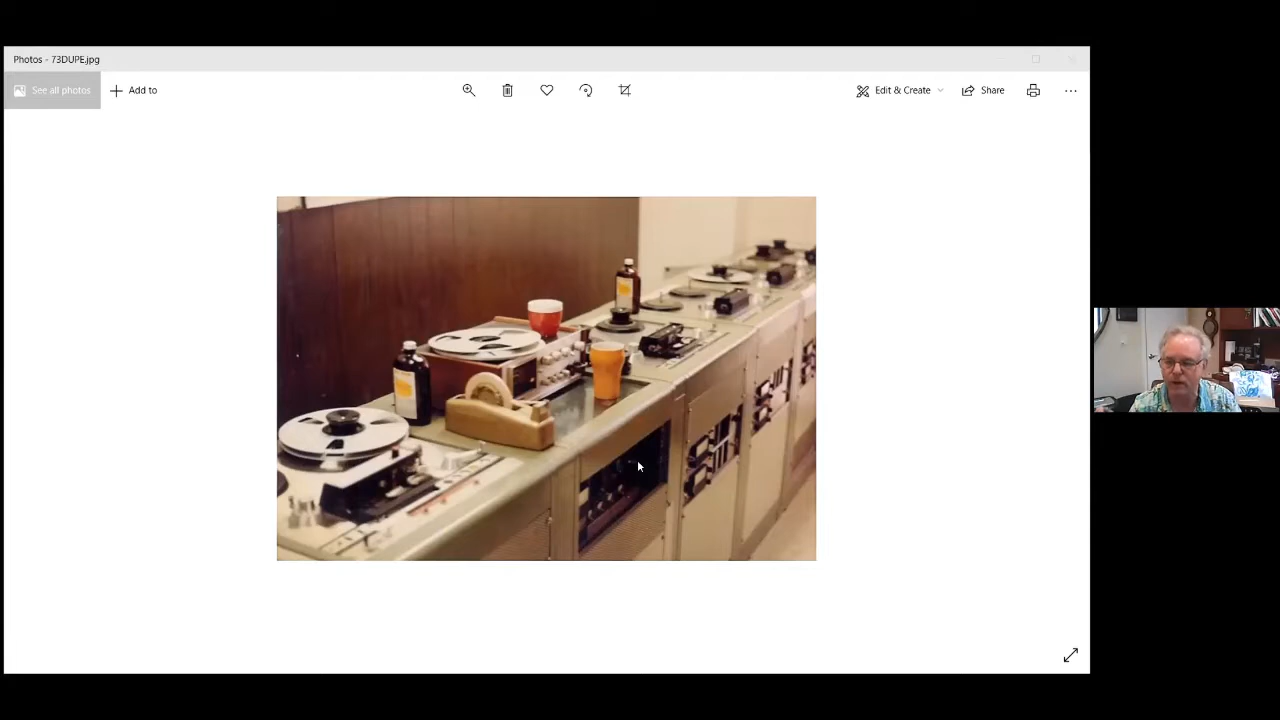 Photos - 73DUPE.jpg
See all photos
Add to
Edit & Create
Share